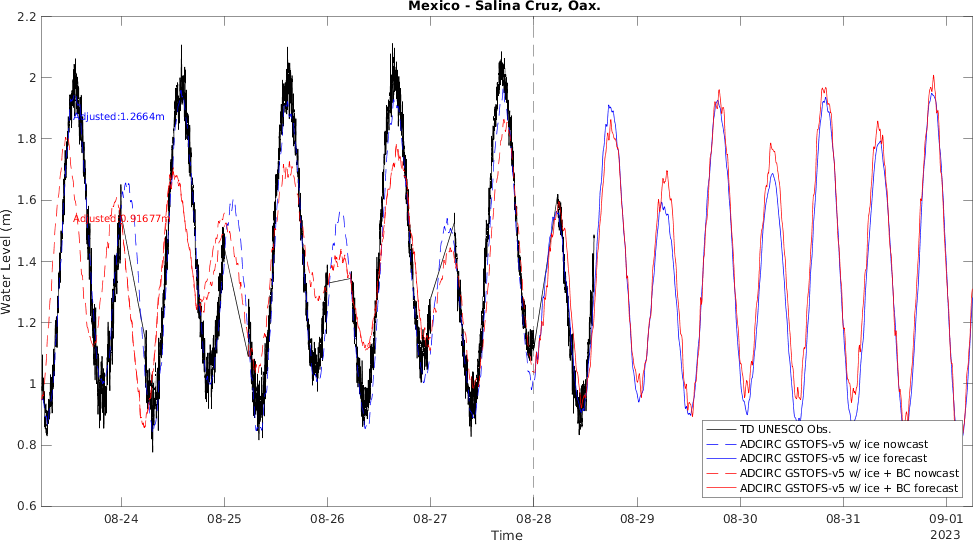 Mexico - Salina Cruz, Oax.
2.2
2
1.8
1.6
1.4
1.2
1
0.8
0.6
Water Level (m)
Adjusted:1.2664m
Adjusted:0.91677m
TD UNESCO Obs.
ADCIRC GSTOFS-v5 w/ ice nowcast
ADCIRC GSTOFS-v5 w/ ice forecast
ADCIRC GSTOFS-v5 w/ ice + BC nowcast
ADCIRC GSTOFS-v5 w/ ice + BC forecast
08-24 08-25 08-26 08-27 08-28 08-29 08-30 08-31 09-01
2023
Time